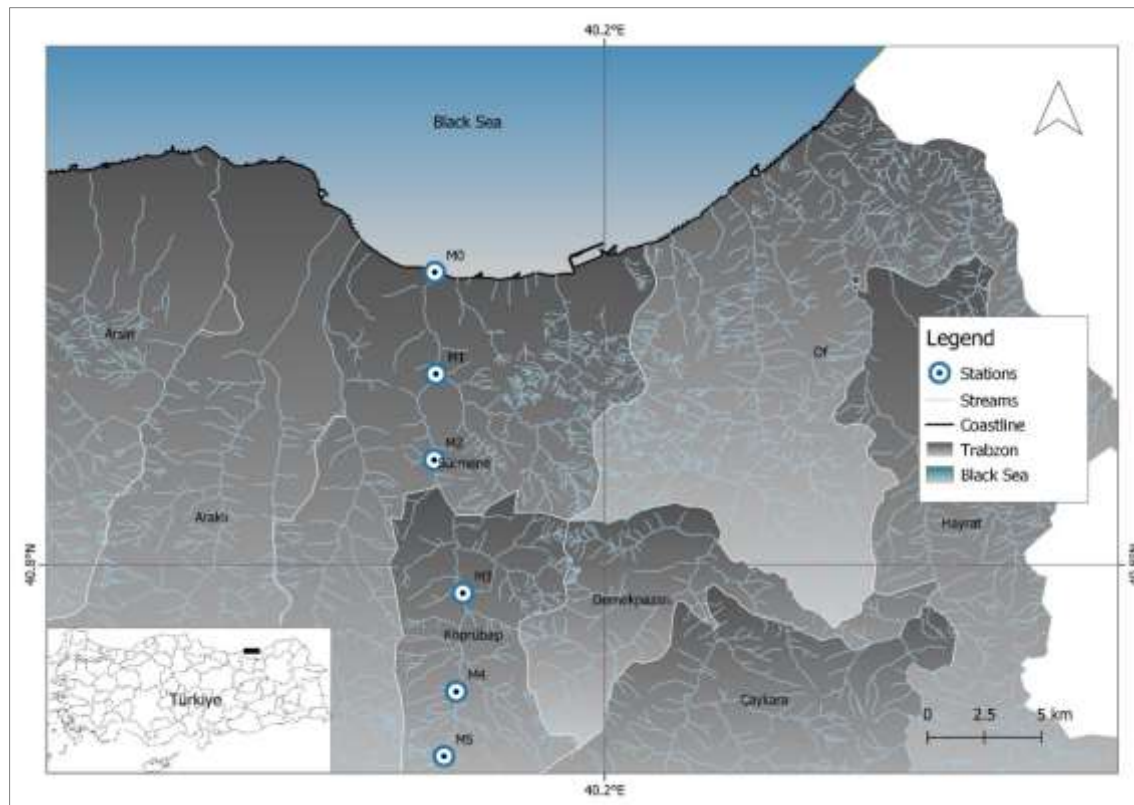 40.2°E
Black Sea
M0
Arsin
M1
Of
Legend
Stations
Streams
Coastline
Trabzon
Black Sea
M2
Sürmene
Araklı
Hayrat
40.8°N
M3
Dernekpazarı
Köprübaşı
M4
Türkiye
Çaykara
0 2.5 5 km
M5
40.2°E